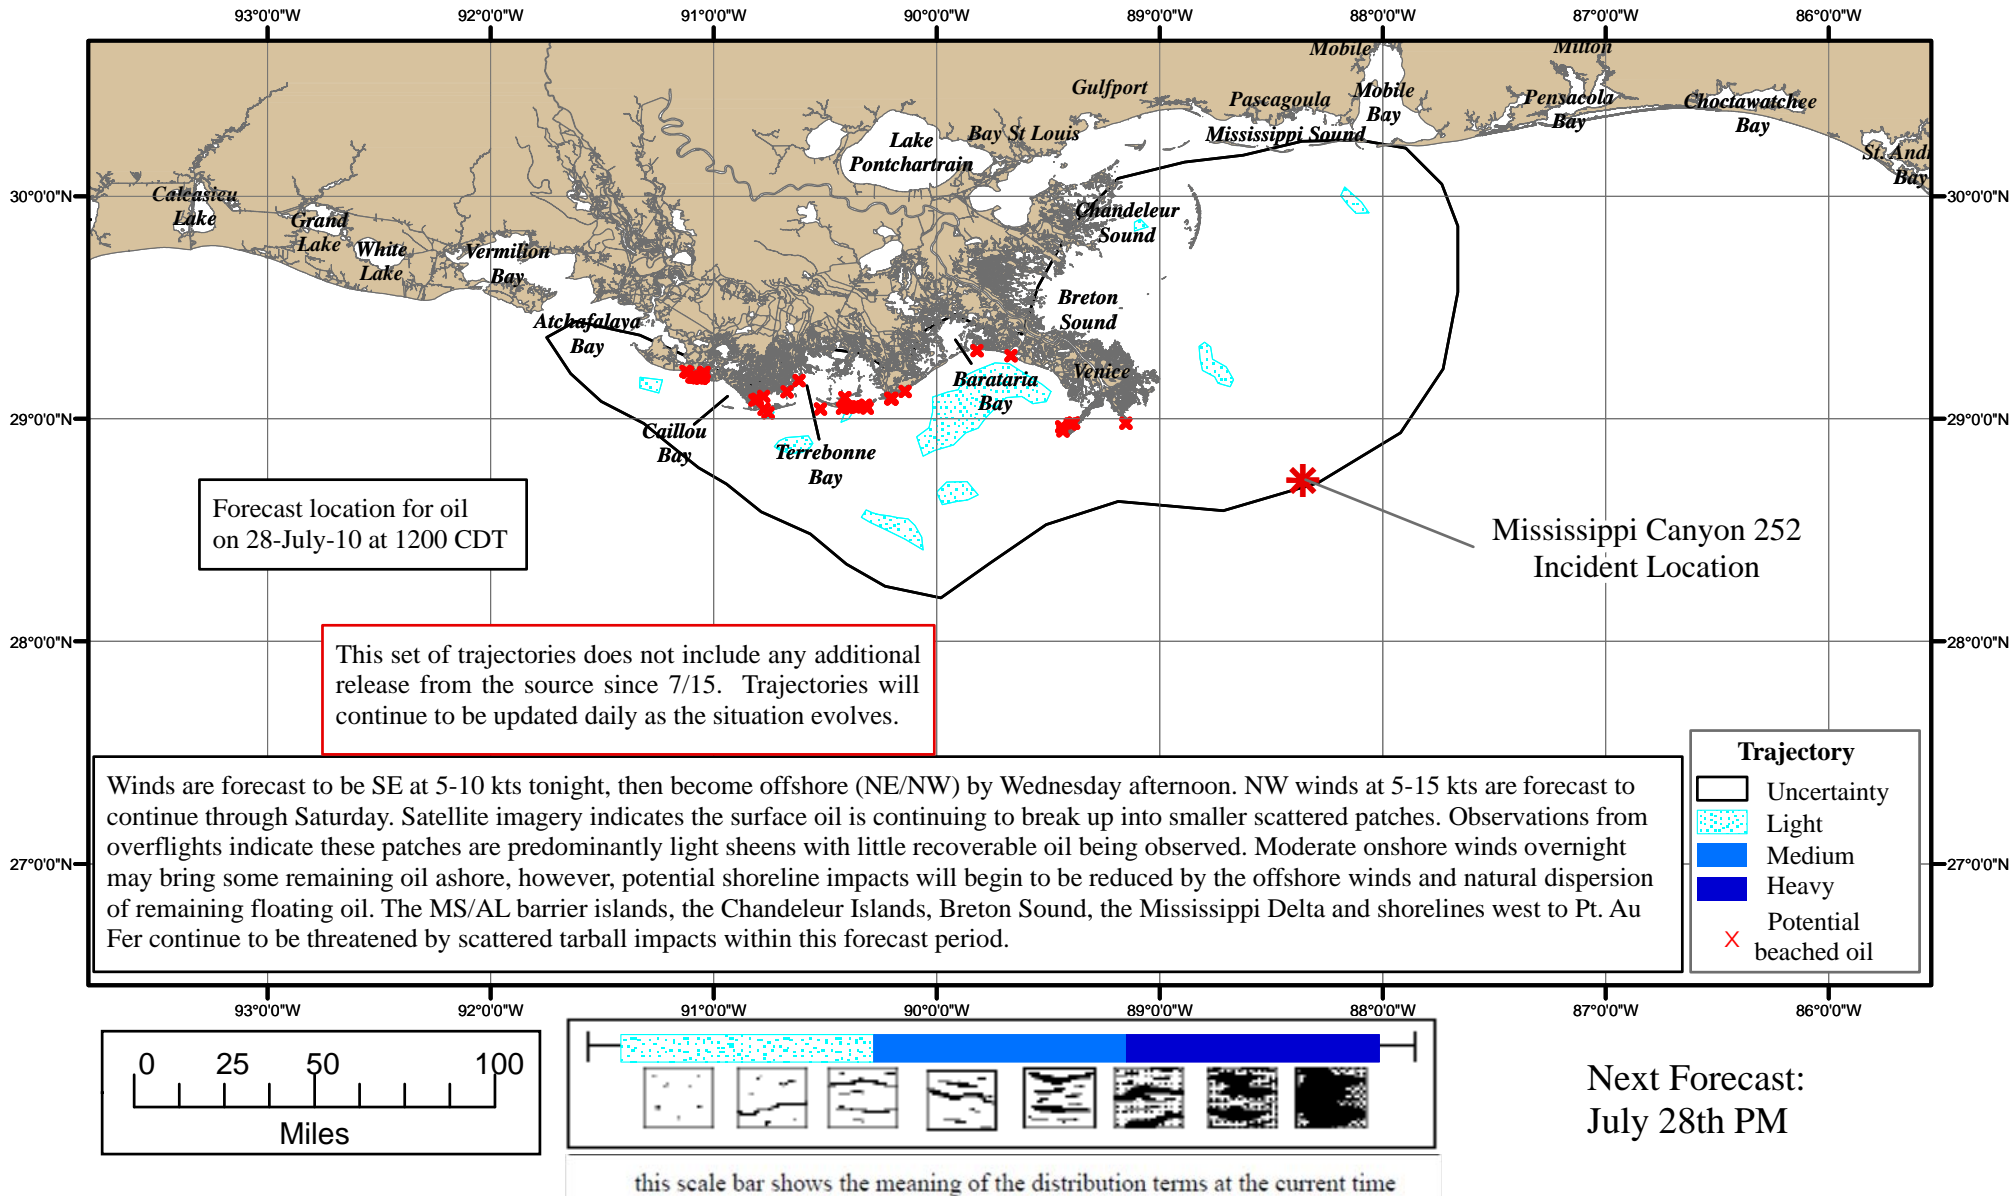 93°0'0"W 92°0'0"W 91°0'0"W 90°0'0"W 89°0'0"W 88°0'0"W 87°0'0"W 86°0'0"W
Mobile
Milton
Gulfport
Pascagoula
Mobile
Bay
Pensacola
Bay
Choctawatchee
Bay
Mississippi Sound
Bay St Louis
Lake
Pontchartrain
St. Andr
Bay
30°0'0"N 30°0'0"N
Calcasieu
Lake
Grand
Lake
White
Lake
Vermilion
Bay
Chandeleur
Sound
Breton
Sound
Atchafalaya
Bay
Venice
Barataria
Bay
29°0'0"N 29°0'0"N
Caillou
Bay
Terrebonne
Bay
Forecast location for oil
on 28-July-10 at 1200 CDT
Mississippi Canyon 252
Incident Location
28°0'0"N 28°0'0"N
This set of trajectories does not include any additional
release from the source since 7/15. Trajectories will
continue to be updated daily as the situation evolves.
Winds are forecast to be SE at 5-10 kts tonight, then become offshore (NE/NW) by Wednesday afternoon. NW winds at 5-15 kts are forecast to
continue through Saturday. Satellite imagery indicates the surface oil is continuing to break up into smaller scattered patches. Observations from
overflights indicate these patches are predominantly light sheens with little recoverable oil being observed. Moderate onshore winds overnight
may bring some remaining oil ashore, however, potential shoreline impacts will begin to be reduced by the offshore winds and natural dispersion
of remaining floating oil. The MS/AL barrier islands, the Chandeleur Islands, Breton Sound, the Mississippi Delta and shorelines west to Pt. Au
Fer continue to be threatened by scattered tarball impacts within this forecast period.
27°0'0"N 27°0'0"N
Trajectory
Uncertainty
Light
Medium
Heavy
Potential
beached oil
93°0'0"W 92°0'0"W 91°0'0"W 90°0'0"W 89°0'0"W 88°0'0"W 87°0'0"W 86°0'0"W
0 25 50 100
Miles
Next Forecast:
July 28th PM
this scale bar shows the meaning of the distribution terms at the current time